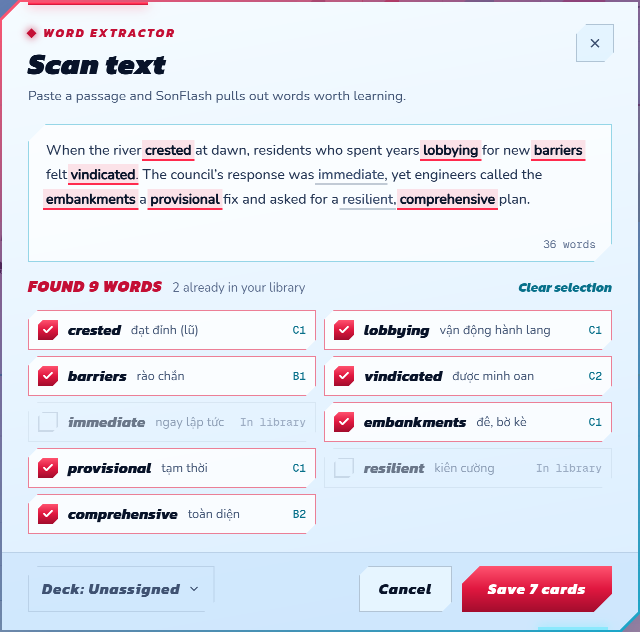 WORD EXTRACTOR
Scan text
Paste a passage and SonFlash pulls out words worth learning.
When the river crested at dawn, residents who spent years lobbying for new barriers
felt vindicated. The council's response was immediate, yet engineers called the
embankments a provisional fix and asked for a resilient, comprehensive plan.
36 words
FOUND 9 WORDS 2 already in your library Clear selection
crested đạt đỉnh (lũ) C1
lobbying vận động hành lang C1
barriers rào chắn B1
vindicated được minh oan C2
immediate ngay lập tức In library
embankments đê, bờ kè C1
provisional tạm thời C1
resilient kiên cường In library
comprehensive toàn diện B2
Deck: Unassigned Cancel Save 7 cards